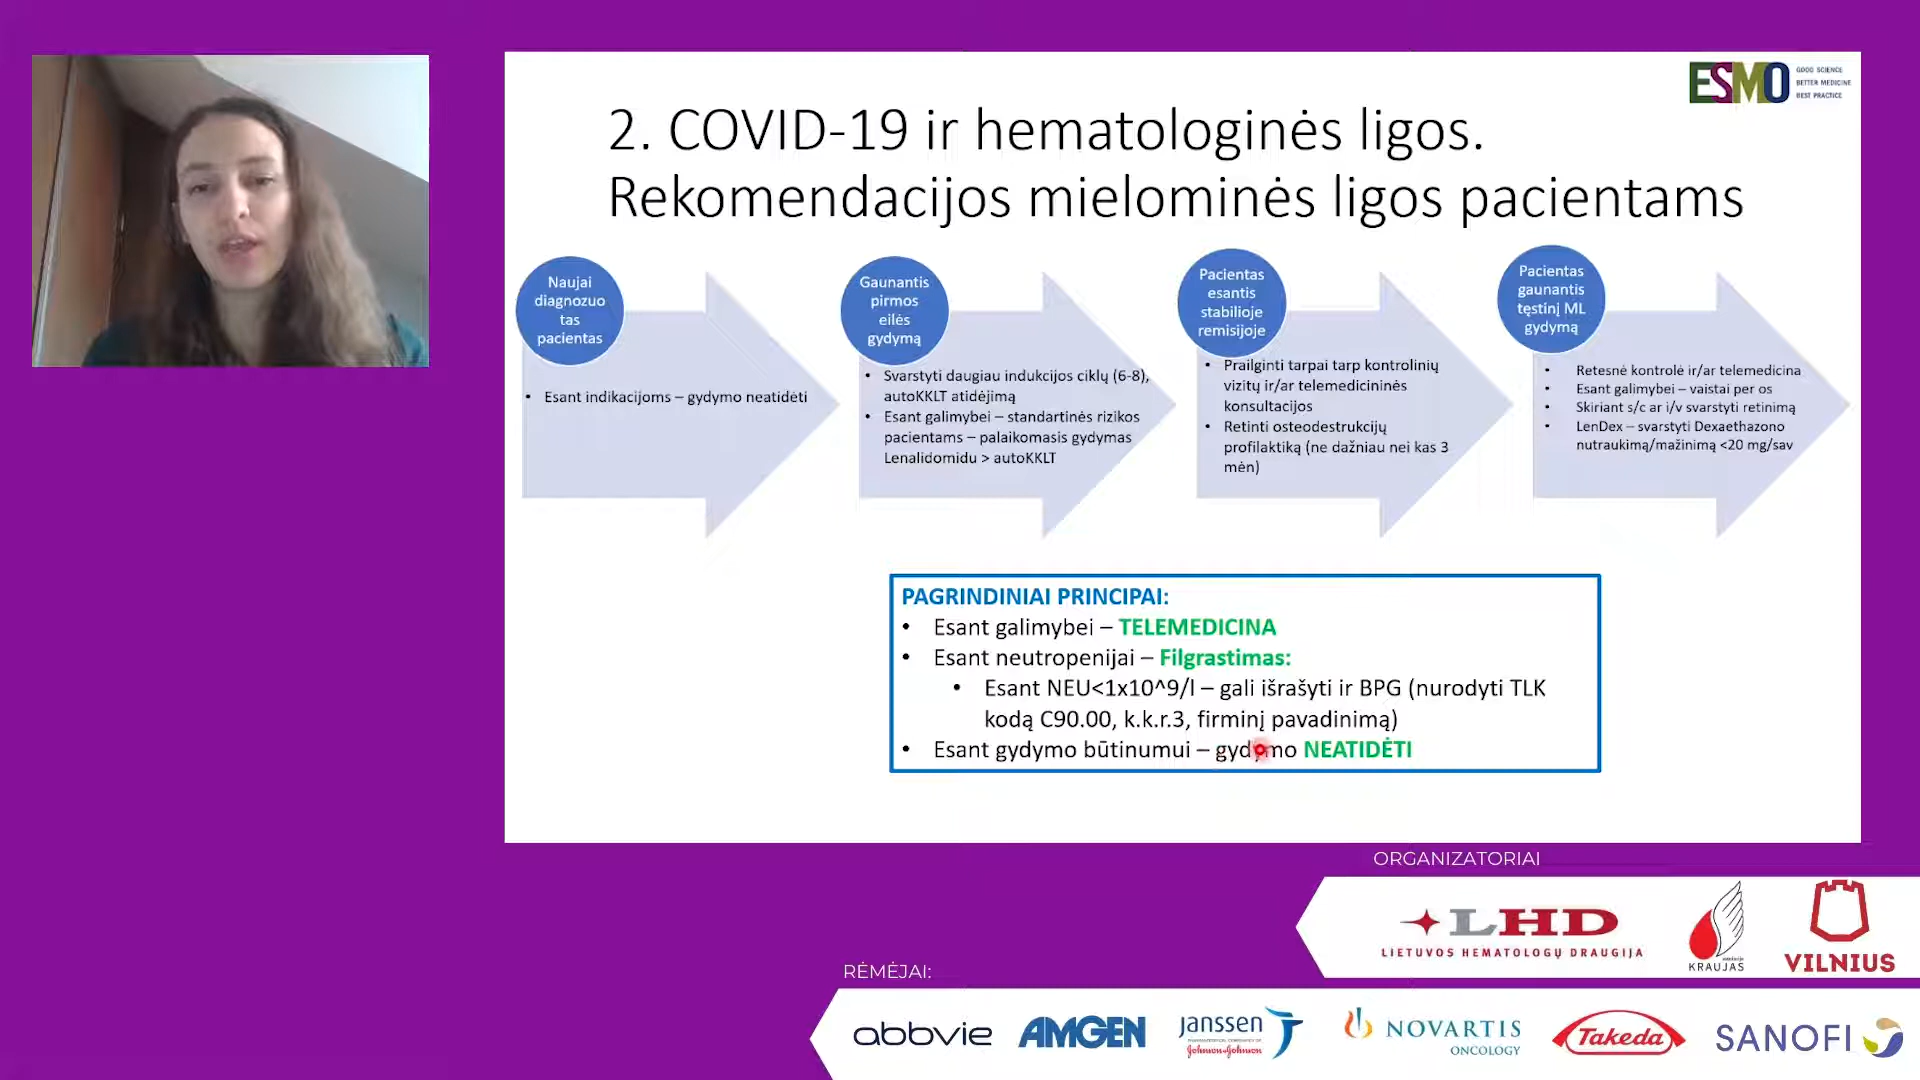 ESMO
GOOD SCIENCE
BETTER MEDICINE
BEST PRACTICE
2. COVID-19 ir hematologinės ligos.
Rekomendacijos mielominės ligos pacientams
Naujai
diagnozuo
tas
pacientas
• Esant indikacijoms – gydymo neatidėti
Gaunantis
pirmos
eilės
gydymą
• Svarstyti daugiau indukcijos ciklų (6-8),
autoKKLT atidėjimą
• Esant galimybei – standartinės rizikos
pacientams – palaikomasis gydymas
Lenalidomidu > autoKKLT
Pacientas
esantis
stabilioje
remisijoje
• Prailginti tarpai tarp kontrolinių
vizitų ir/ar telemedicininės
konsultacijos
• Retinti osteodestrukcijų
profilaktiką (ne dažniau nei kas 3
mėn)
Pacientas
gaunantis
tęstinį ML
gydymą
• Retesnė kontrolė ir/ar telemedicina
• Esant galimybei – vaistai per os
• Skiriant s/c ar i/v svarstyti retinimą
• LenDex – svarstyti Dexaethazono
nutraukimą/mažinimą <20 mg/sav
PAGRINDINIAI PRINCIPAI:
• Esant galimybei – TELEMEDICINA
• Esant neutropenijai – Filgrastimas:
• Esant NEU<1x10^9/l – gali išrašyti ir BPG (nurodyti TLK
kodą C90.00, k.k.r.3, firminį pavadinimą)
• Esant gydymo būtinumui – gydymo NEATIDĖTI
ORGANIZATORIAI
LHD
LIETUVOS HEMATOLOGŲ DRAUGIJA
KRAUJAS
VILNIUS
RĖMĖJAI:
abbvie
AMGEN
janssen
Johnson&Johnson
NOVARTIS
ONCOLOGY
Takeda
SANOFI